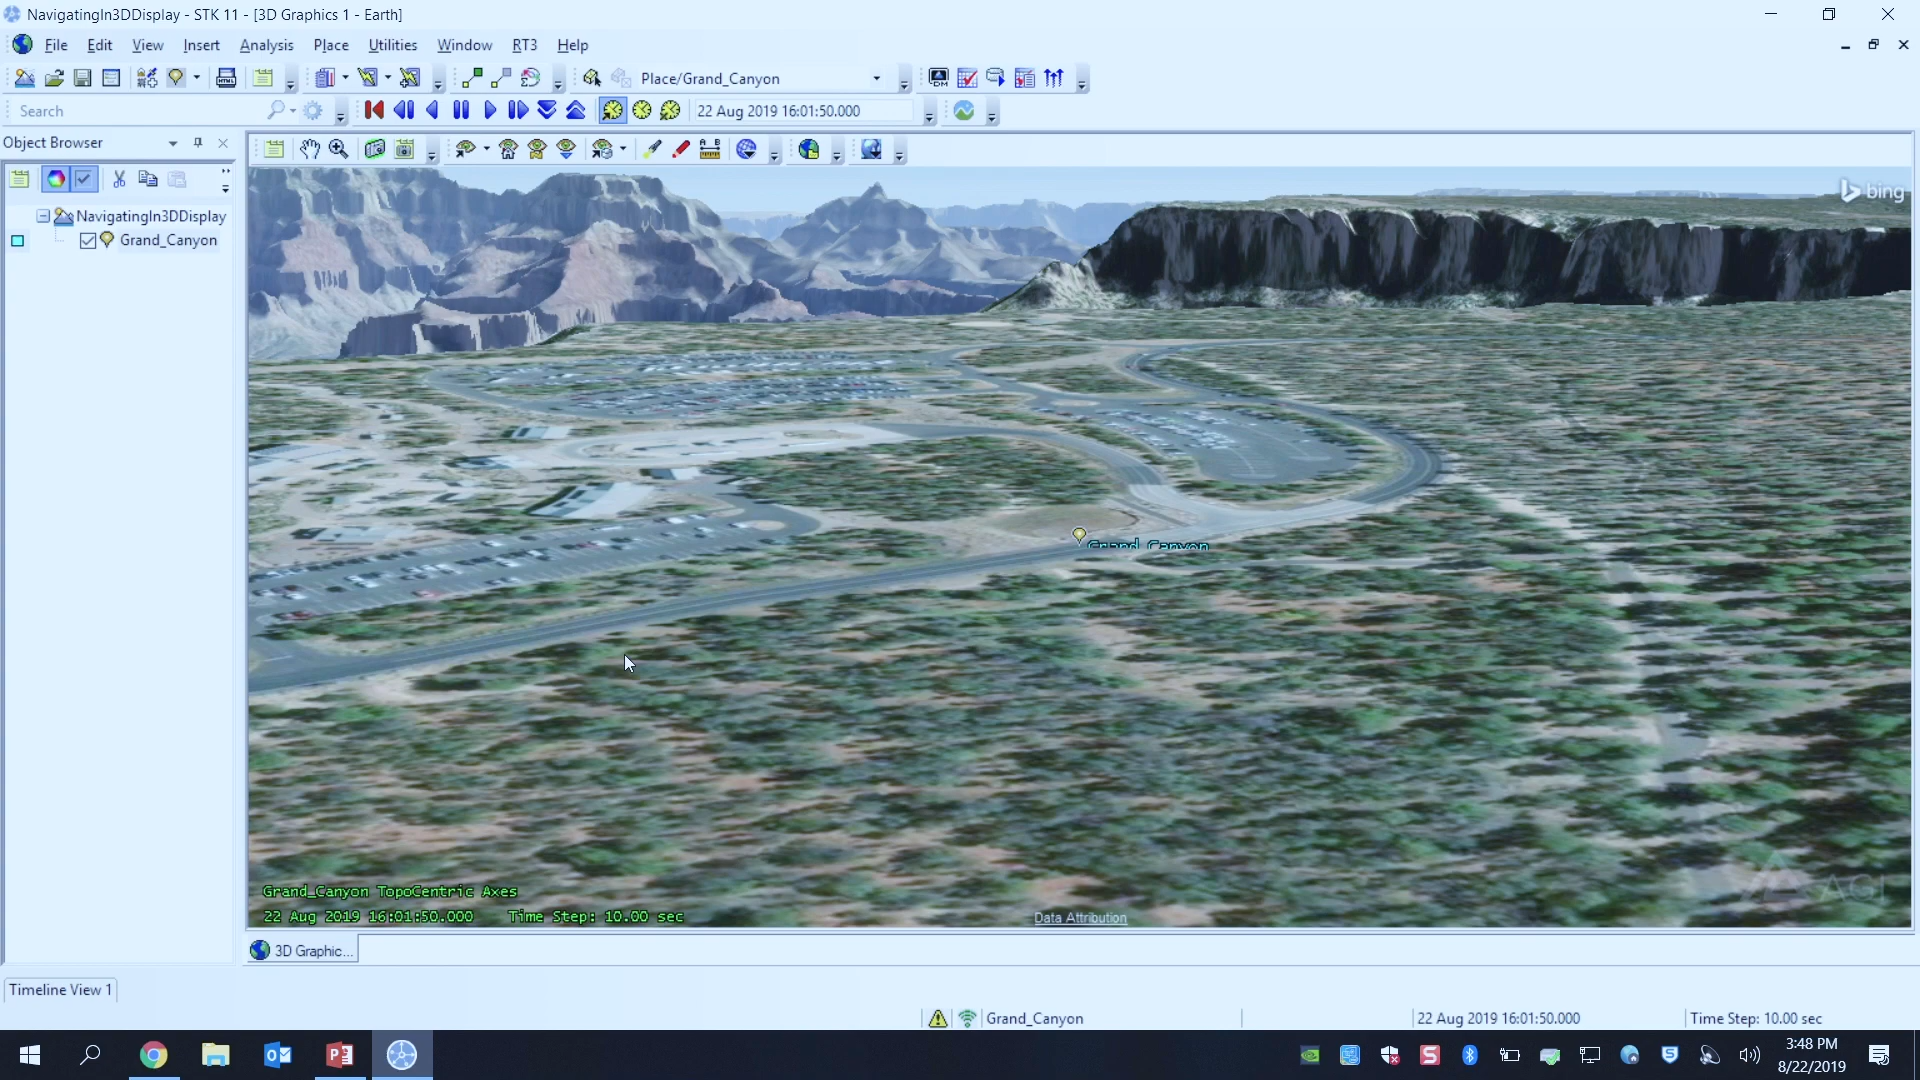 NavigatingIn3DDisplay - STK 11 - [3D Graphics 1 - Earth]
File Edit View Insert Analysis Place Utilities Window RT3 Help
Place/Grand_Canyon
Search
22 Aug 2019 16:01:50.000
Object Browser
bing
NavigatingIn3DDisplay
Grand_Canyon
Grand_Canyon
AGI
Grand_Canyon TopoCentric Axes
22 Aug 2019 16:01:50.000 Time Step: 10.00 sec
Data Attribution
3D Graphic...
Timeline View 1
Grand_Canyon
22 Aug 2019 16:01:50.000
Time Step: 10.00 sec
3:48 PM
8/22/2019